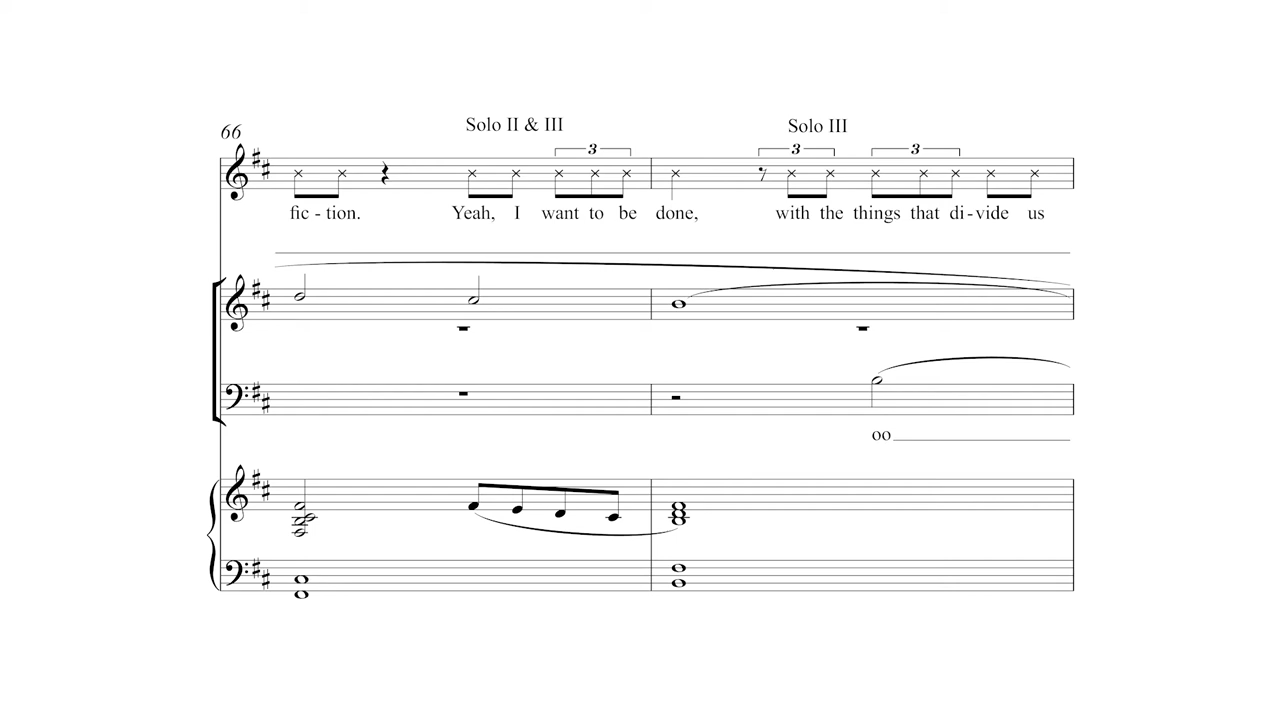 66
Solo II & III
Solo III
3
3
3
fic - tion. Yeah, I want to be done, with the things that di - vide us
oo